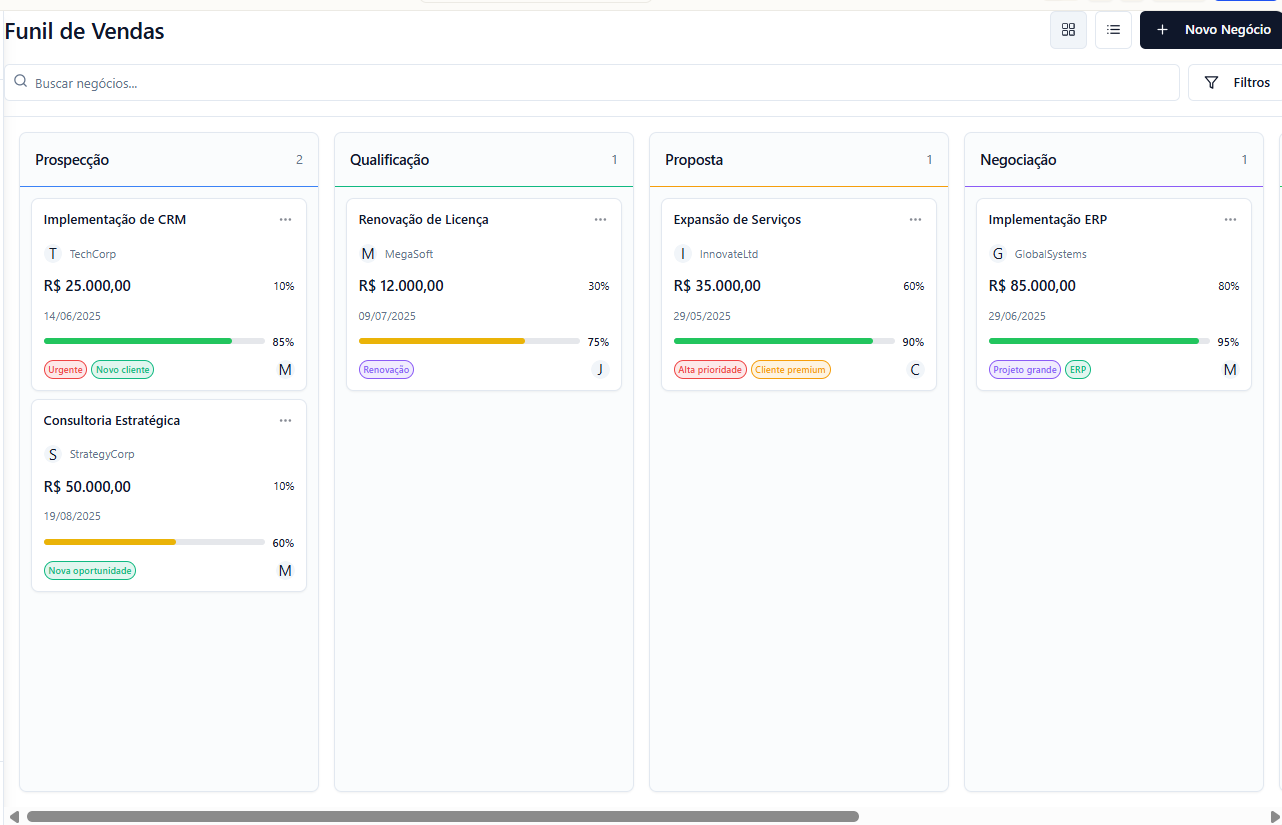 Funil de Vendas
Novo Negócio
Buscar negócios...
Filtros
Prospecção 2
Implementação de CRM ...
T TechCorp
R$ 25.000,00 10%
14/06/2025
85%
Urgente Novo cliente M
Consultoria Estratégica ...
S StrategyCorp
R$ 50.000,00 10%
19/08/2025
60%
Nova oportunidade M
Qualificação 1
Renovação de Licença ...
M MegaSoft
R$ 12.000,00 30%
09/07/2025
75%
Renovação J
Proposta 1
Expansão de Serviços ...
I InnovateLtd
R$ 35.000,00 60%
29/05/2025
90%
Alta prioridade Cliente premium C
Negociação 1
Implementação ERP ...
G GlobalSystems
R$ 85.000,00 80%
29/06/2025
95%
Projeto grande ERP M